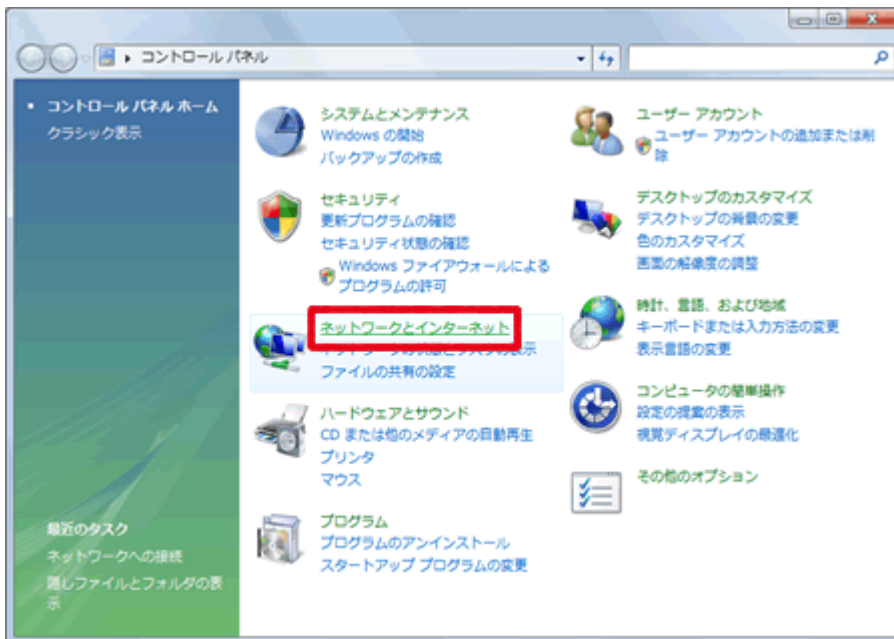 コントロール パネル
コントロール パネル ホーム
クラシック表示
システムとメンテナンス
Windows の開始
バックアップの作成
セキュリティ
更新プログラムの確認
セキュリティ状態の確認
Windows ファイアウォールによる
プログラムの許可
ネットワークとインターネット
ネットワークの状態とタスクの表示
ファイルの共有の設定
ハードウェアとサウンド
CD または他のメディアの自動再生
プリンタ
マウス
プログラム
プログラムのアンインストール
スタートアップ プログラムの変更
ユーザー アカウント
ユーザー アカウントの追加または削
除
デスクトップのカスタマイズ
デスクトップの背景の変更
色のカスタマイズ
画面の解像度の調整
時計、言語、および地域
キーボードまたは入力方法の変更
表示言語の変更
コンピュータの簡単操作
設定の提案の表示
視覚ディスプレイの最適化
その他のオプション
最近のタスク
ネットワークへの接続
隠しファイルとフォルダの表
示